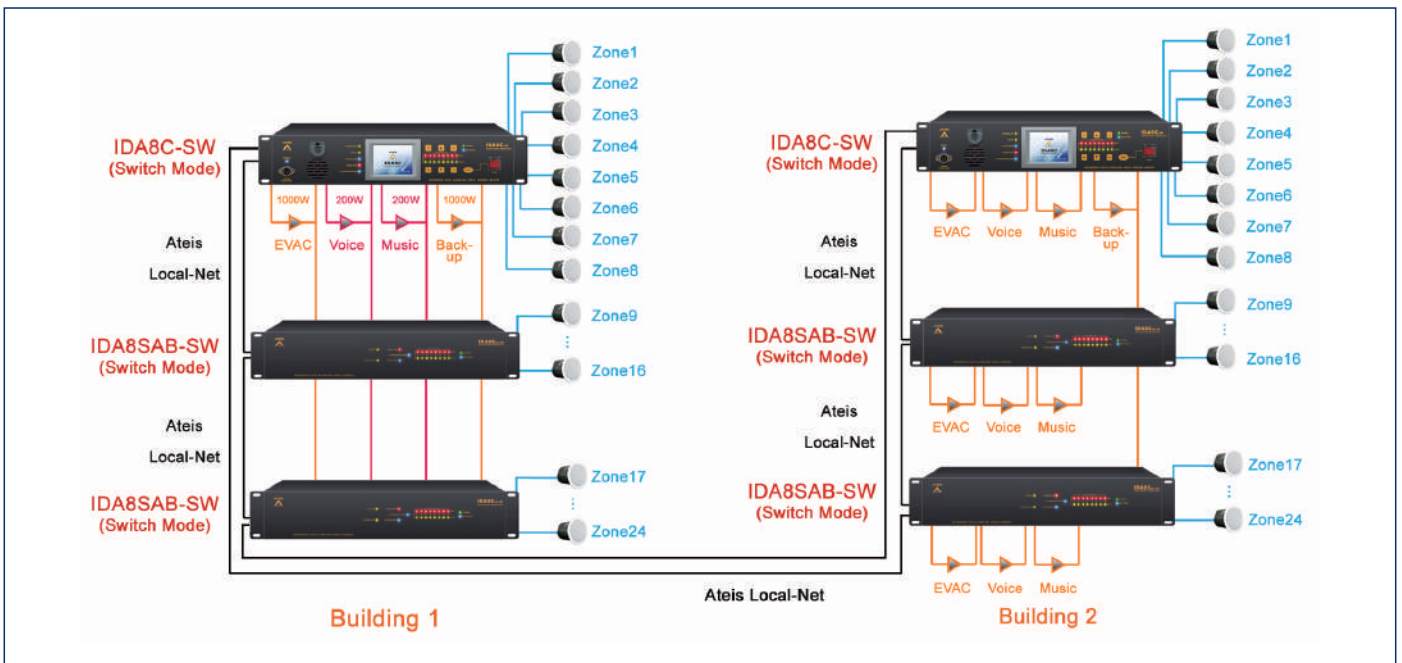 Zone1
Zone2
Zone3
Zone4
Zone5
Zone6
Zone7
Zone8
IDA8C-SW
(Switch Mode)
1000W
200W
200W
1000W
EVAC
Voice
Music
Back-
up
Ateis
Local-Net
IDA8SAB-SW
(Switch Mode)
Zone9
Zone16
Ateis
Local-Net
IDA8SAB-SW
(Switch Mode)
Zone17
Zone24
Building 1
Zone1
Zone2
Zone3
Zone4
Zone5
Zone6
Zone7
Zone8
IDA8C-SW
(Switch Mode)
EVAC
Voice
Music
Back-
up
Ateis
Local-Net
IDA8SAB-SW
(Switch Mode)
Zone9
Zone16
EVAC
Voice
Music
Ateis
Local-Net
IDA8SAB-SW
(Switch Mode)
Zone17
Zone24
EVAC
Voice
Music
Ateis Local-Net
Building 2